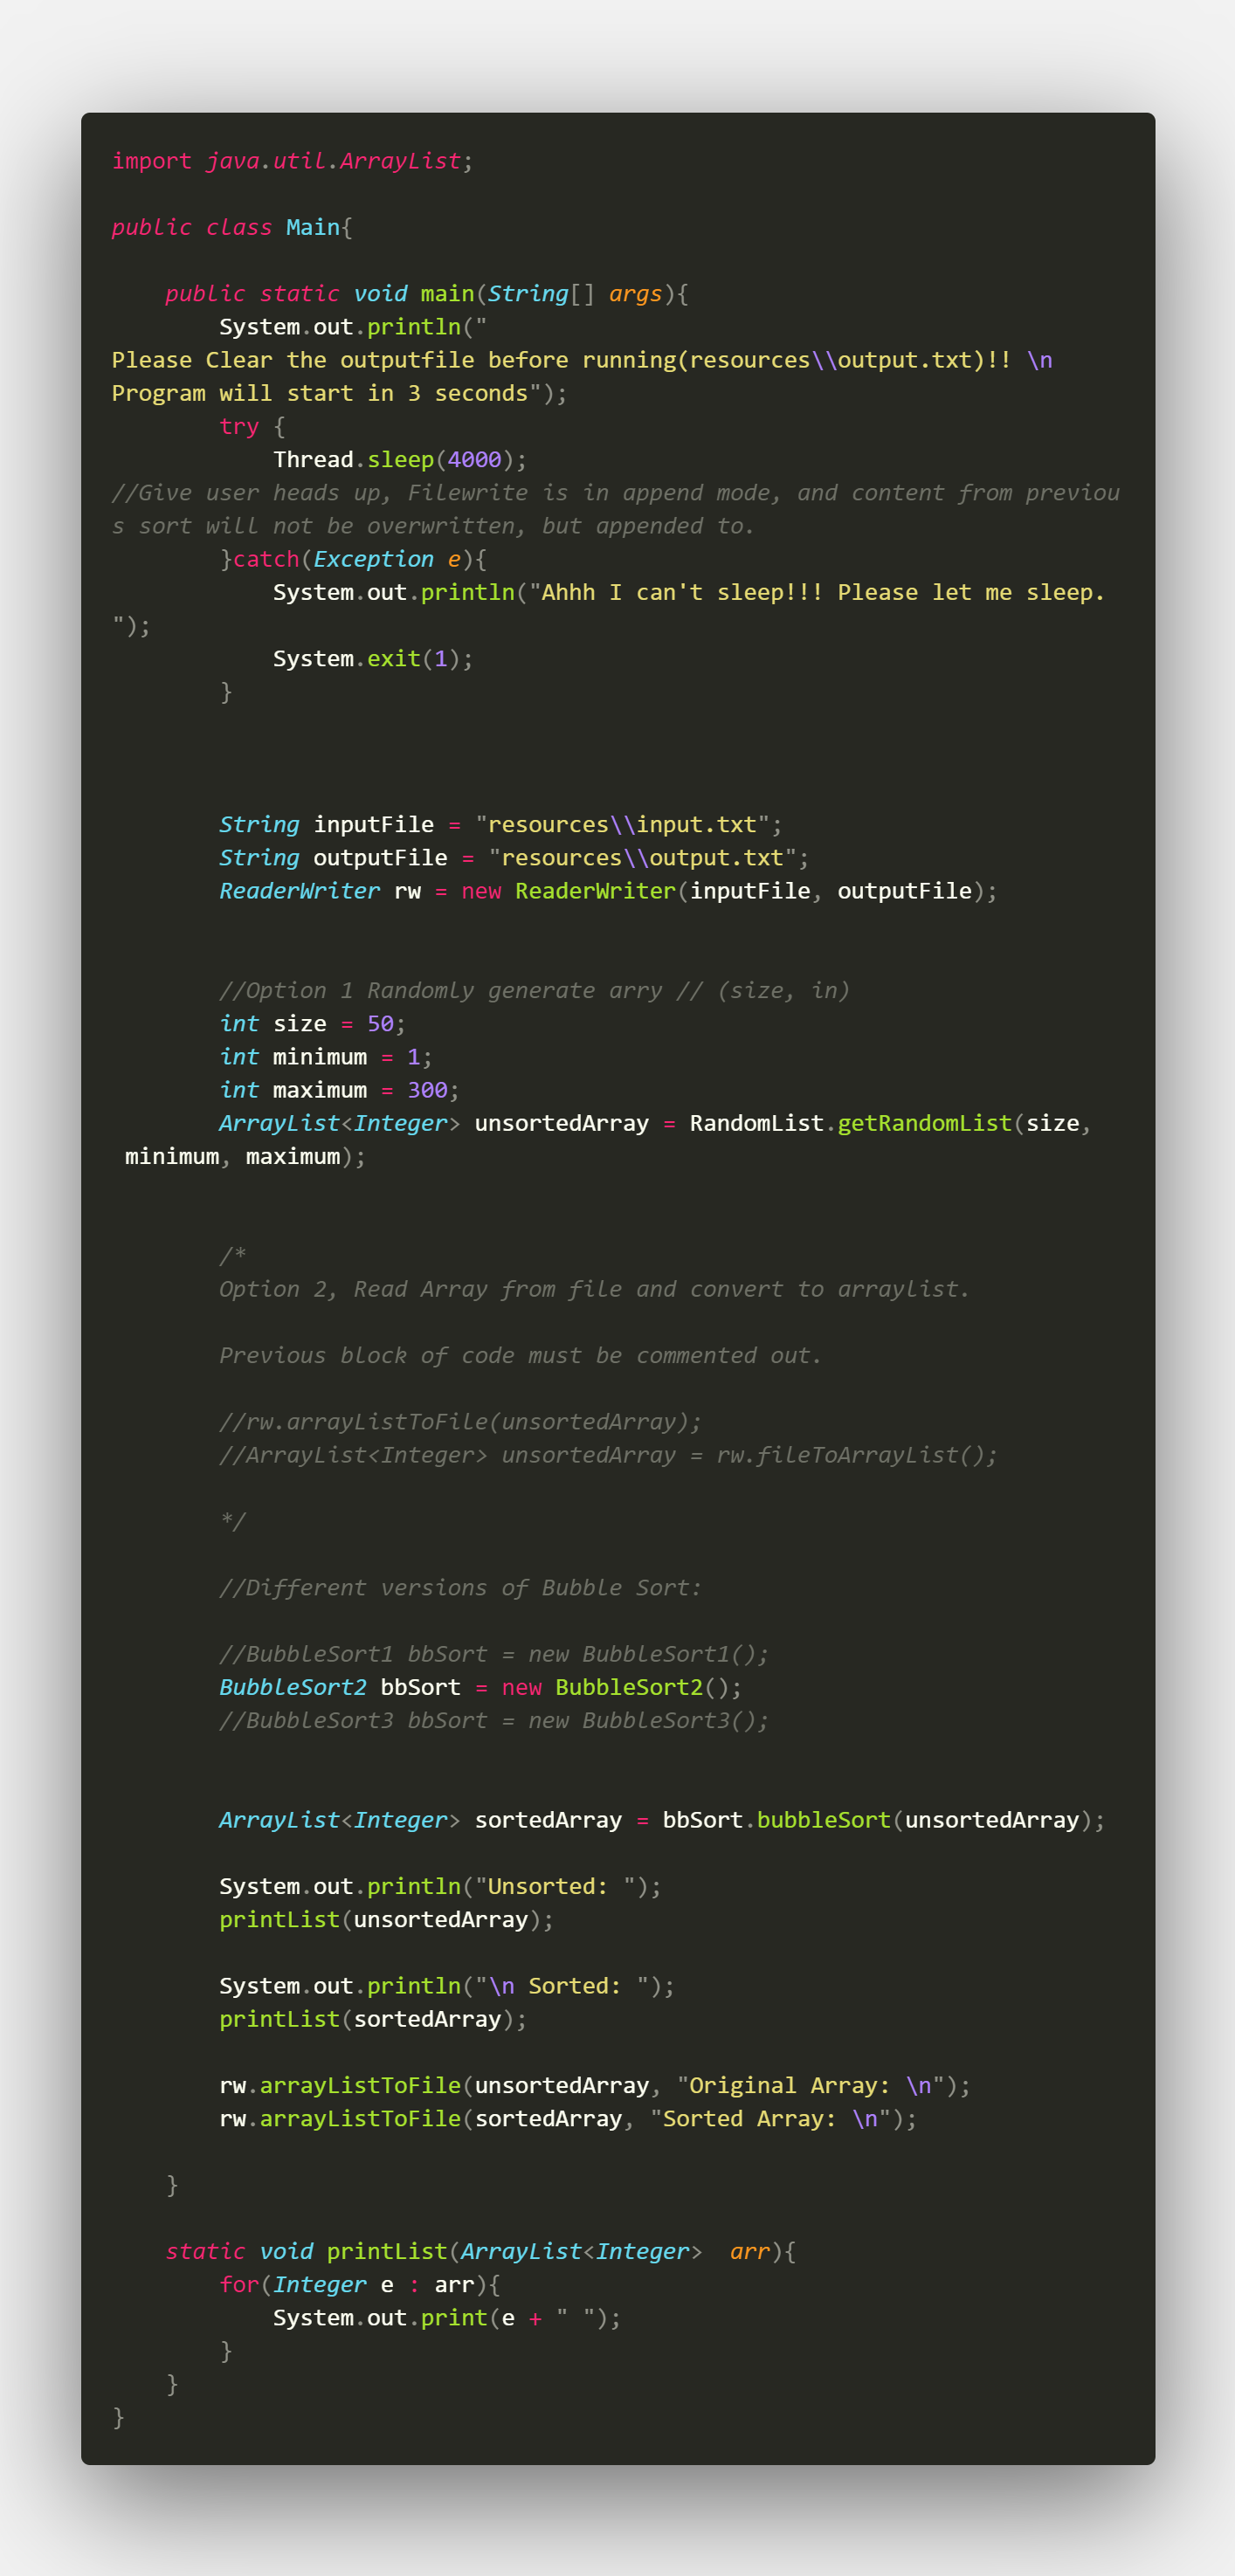 import java.util.ArrayList;
public class Main{
    public static void main(String[] args){
        System.out.println("
Please Clear the outputfile before running(resources\\output.txt)!! \n
Program will start in 3 seconds");
        try {
            Thread.sleep(4000);
//Give user heads up, Filewrite is in append mode, and content from previou
s sort will not be overwritten, but appended to.
        }catch(Exception e){
            System.out.println("Ahhh I can't sleep!!! Please let me sleep.
");
            System.exit(1);
        }
        String inputFile = "resources\\input.txt";
        String outputFile = "resources\\output.txt";
        ReaderWriter rw = new ReaderWriter(inputFile, outputFile);
        //Option 1 Randomly generate arry // (size, in)
        int size = 50;
        int minimum = 1;
        int maximum = 300;
        ArrayList<Integer> unsortedArray = RandomList.getRandomList(size,
 minimum, maximum);
        /*
        Option 2, Read Array from file and convert to arraylist.
        Previous block of code must be commented out.
        //rw.arrayListToFile(unsortedArray);
        //ArrayList<Integer> unsortedArray = rw.fileToArrayList();
        */
        //Different versions of Bubble Sort:
        //BubbleSort1 bbSort = new BubbleSort1();
        BubbleSort2 bbSort = new BubbleSort2();
        //BubbleSort3 bbSort = new BubbleSort3();
        ArrayList<Integer> sortedArray = bbSort.bubbleSort(unsortedArray);
        System.out.println("Unsorted: ");
        printList(unsortedArray);
        System.out.println("\n Sorted: ");
        printList(sortedArray);
        rw.arrayListToFile(unsortedArray, "Original Array: \n");
        rw.arrayListToFile(sortedArray, "Sorted Array: \n");
    }
    static void printList(ArrayList<Integer>  arr){
        for(Integer e : arr){
            System.out.print(e + " ");
        }
    }
}